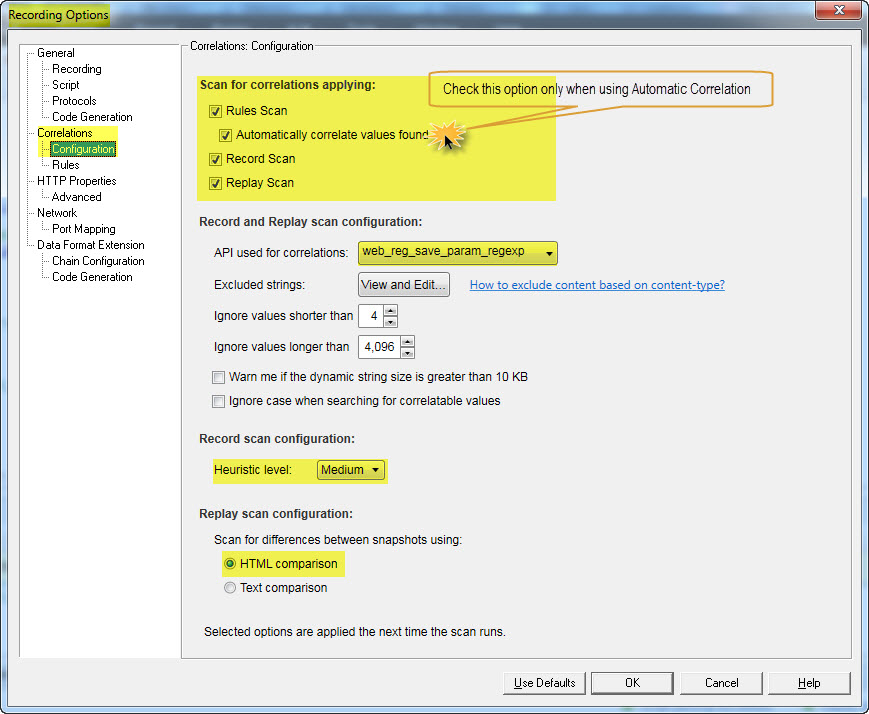 Recording Options
General
Recording
Script
Protocols
Code Generation
Correlations
Configuration
Rules
HTTP Properties
Advanced
Network
Port Mapping
Data Format Extension
Chain Configuration
Code Generation
Correlations: Configuration
Scan for correlations applying:
Check this option only when using Automatic Correlation
Rules Scan
Automatically correlate values found
Record Scan
Replay Scan
Record and Replay scan configuration:
API used for correlations: web_reg_save_param_regexp
Excluded strings: View and Edit... How to exclude content based on content-type?
Ignore values shorter than 4
Ignore values longer than 4,096
Warn me if the dynamic string size is greater than 10 KB
Ignore case when searching for correlatable values
Record scan configuration:
Heuristic level: Medium
Replay scan configuration:
Scan for differences between snapshots using:
HTML comparison
Text comparison
Selected options are applied the next time the scan runs.
Use Defaults OK Cancel Help